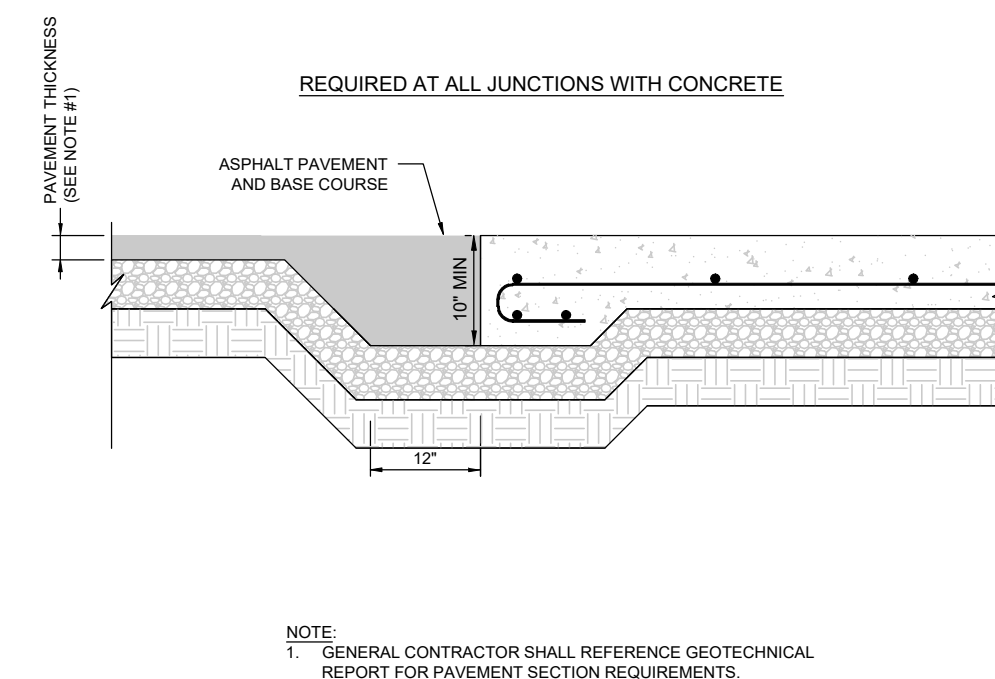 PAVEMENT THICKNESS
(SEE NOTE #1)
REQUIRED AT ALL JUNCTIONS WITH CONCRETE
ASPHALT PAVEMENT
AND BASE COURSE
10" MIN
12"
NOTE:
1. GENERAL CONTRACTOR SHALL REFERENCE GEOTECHNICAL
REPORT FOR PAVEMENT SECTION REQUIREMENTS.